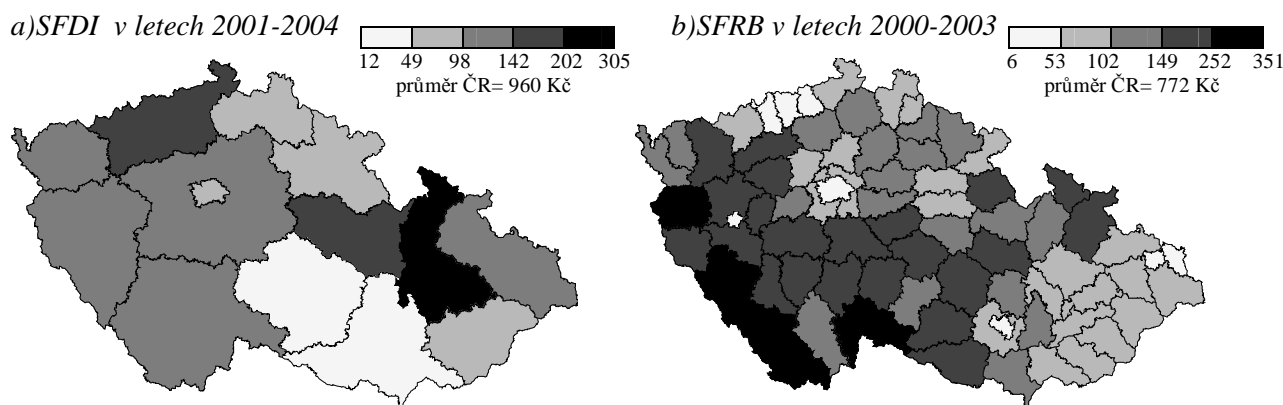 a)SFDI v letech 2001-2004
12 49 98 142 202 305
průměr ČR= 960 Kč
b)SFRB v letech 2000-2003
6 53 102 149 252 351
průměr ČR= 772 Kč